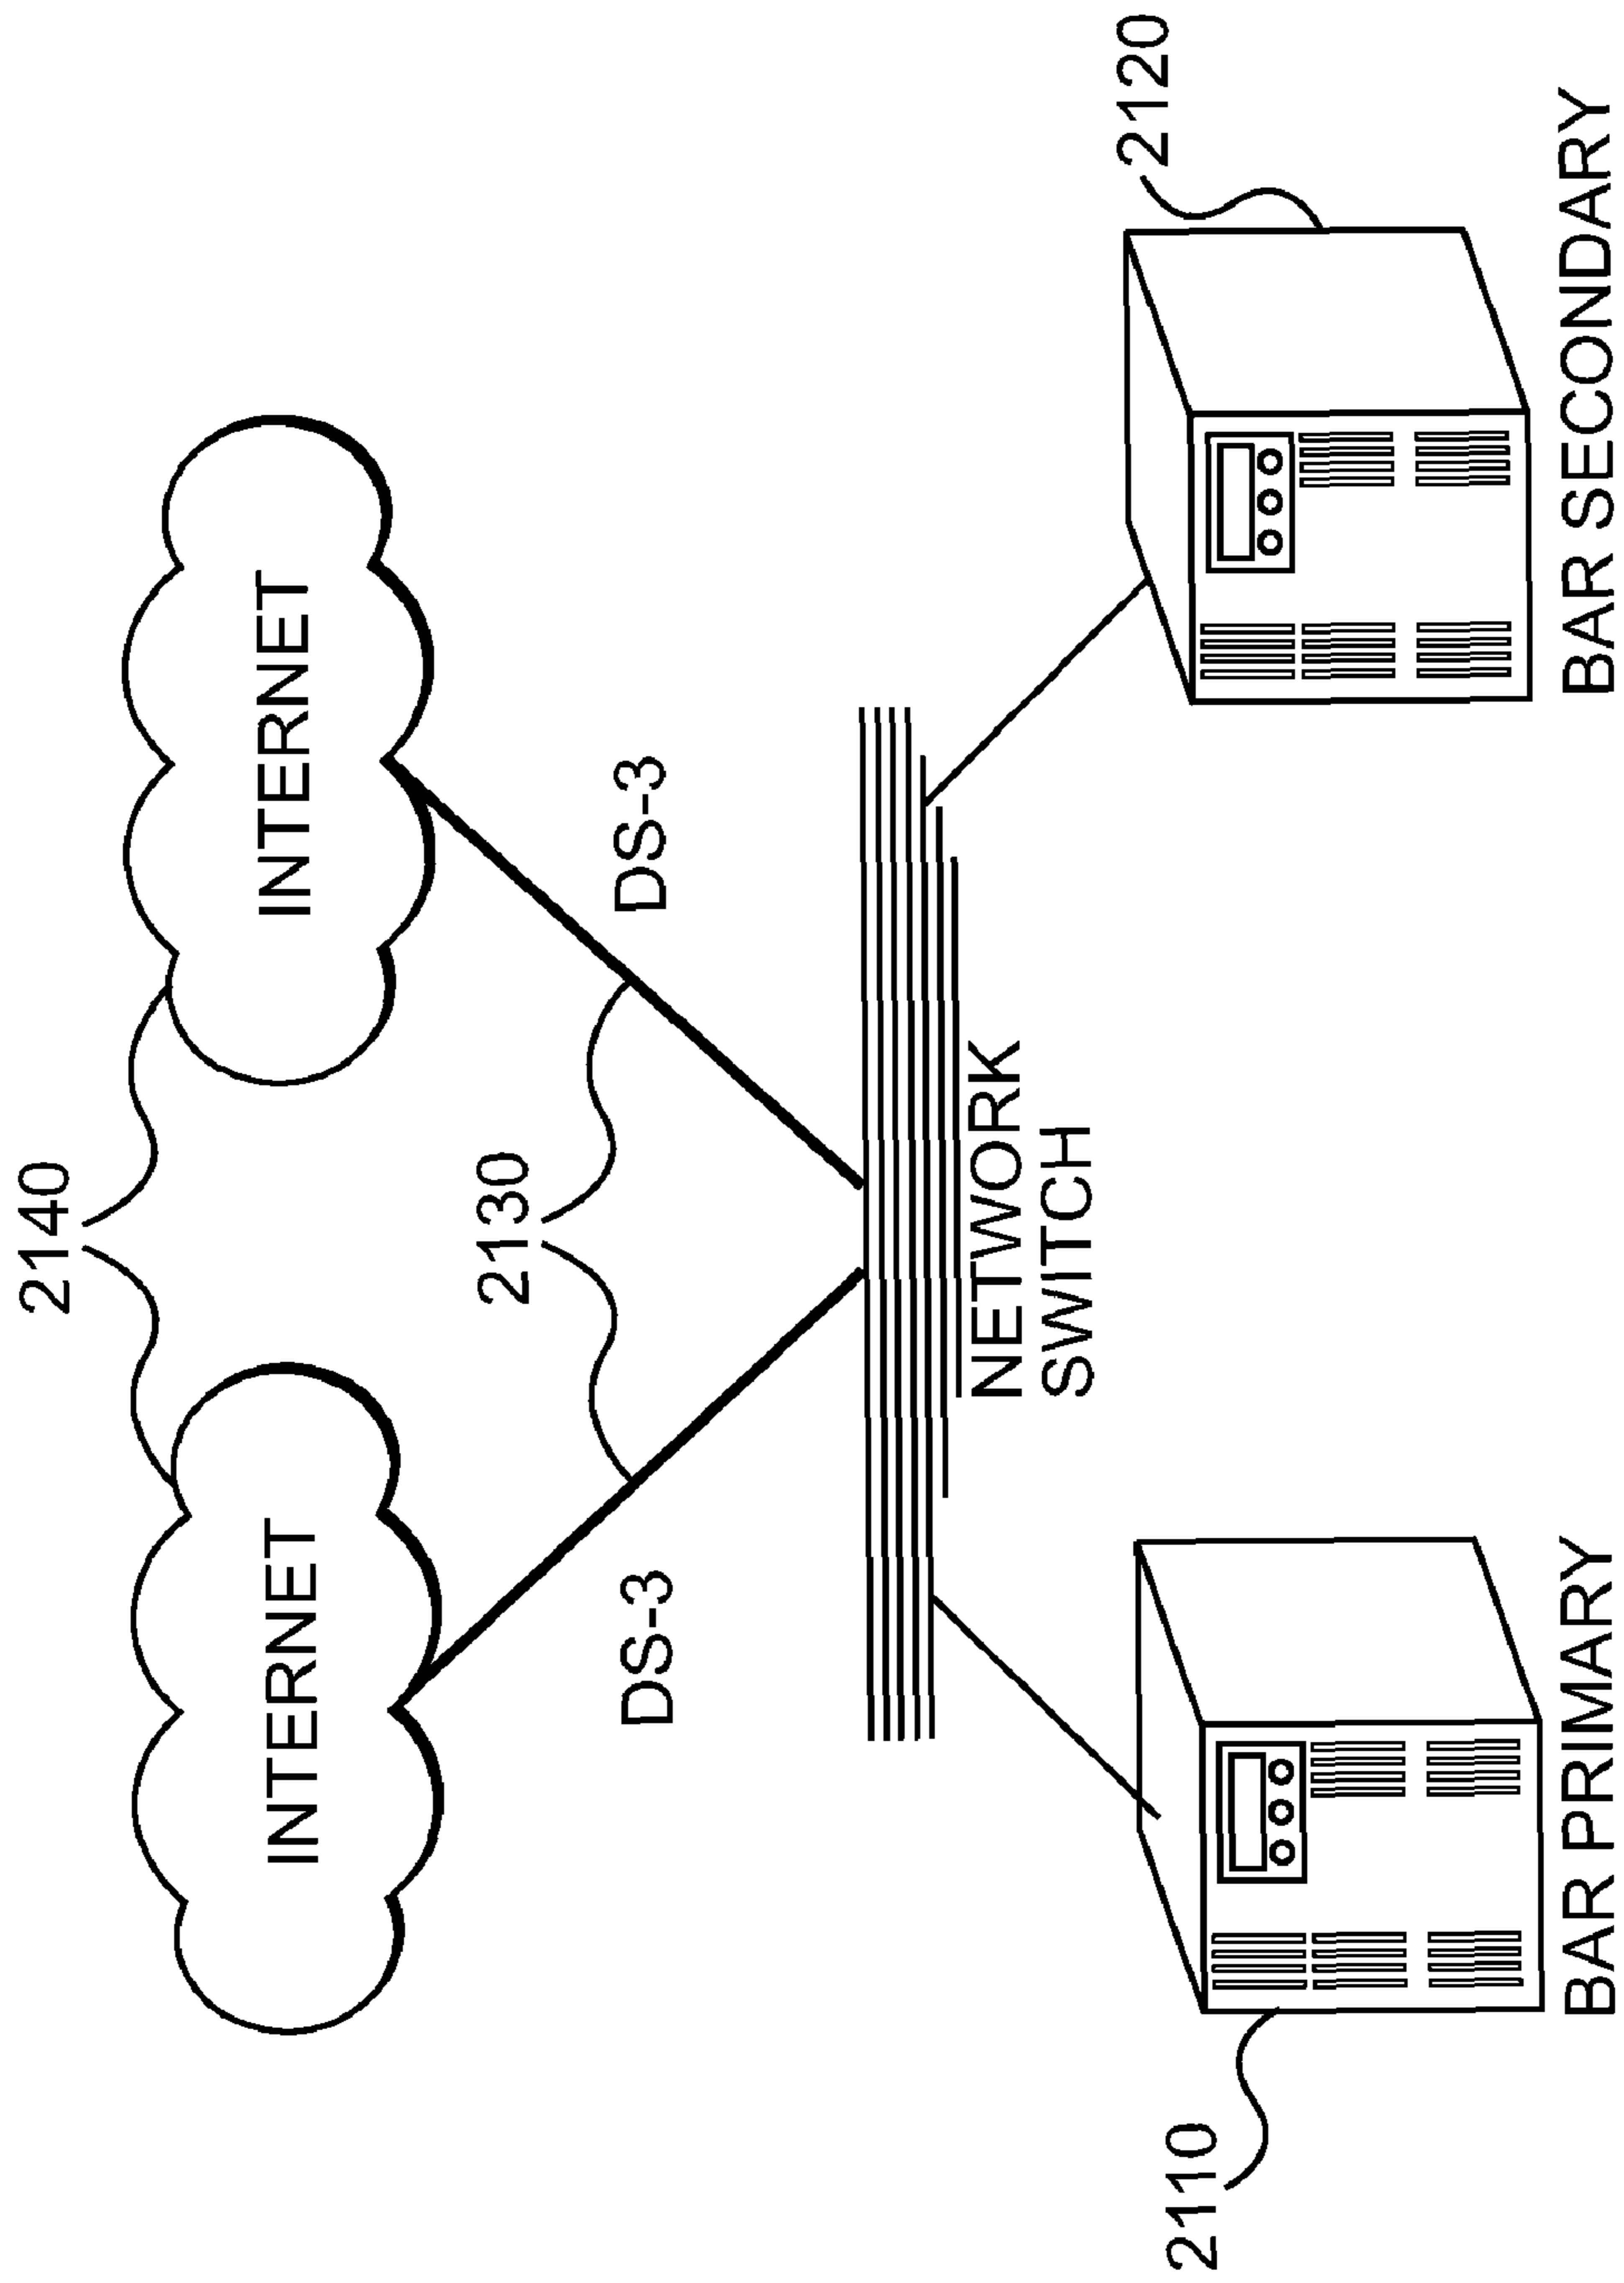 2140
INTERNET
INTERNET
2130
DS-3
DS-3
NETWORK
SWITCH
2120
2110
BAR PRIMARY
BAR SECONDARY